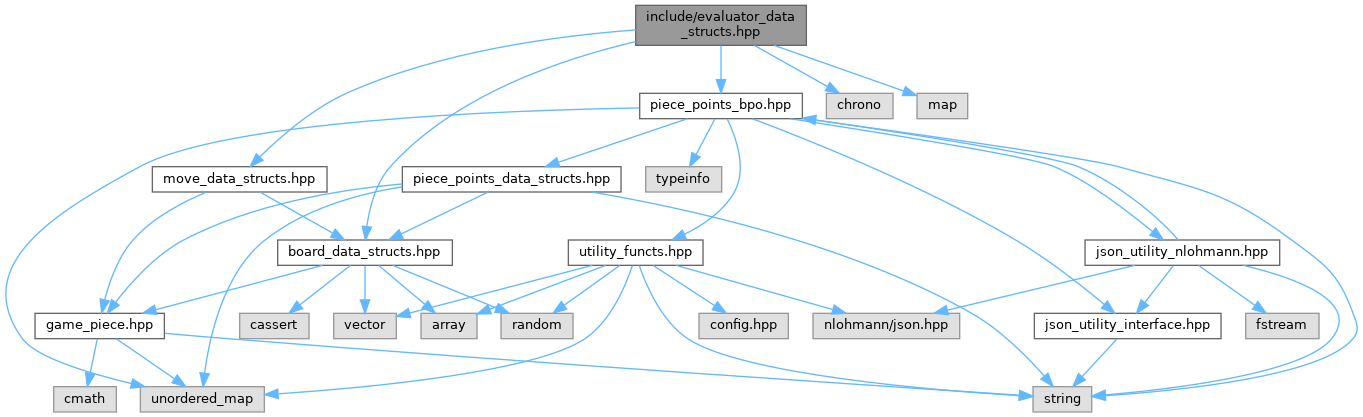 include/evaluator_data
_structs.hpp
piece_points_bpo.hpp
chrono
map
move_data_structs.hpp
piece_points_data_structs.hpp
typeinfo
board_data_structs.hpp
utility_functs.hpp
json_utility_nlohmann.hpp
game_piece.hpp
cassert
vector
array
random
config.hpp
nlohmann/json.hpp
json_utility_interface.hpp
fstream
cmath
unordered_map
string